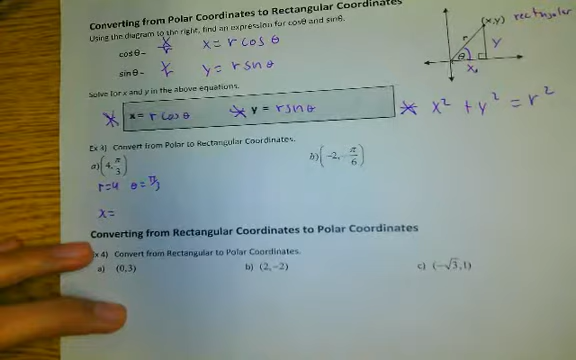 Converting from Polar Coordinates to Rectangular Coordinates
Using the diagram to the right, find an expression for cosθ and sinθ.
(x,y) rectangular
r
y
θ
x
cosθ= x/r x = r cos θ
sinθ= y/r y = r sin θ
Solve for x and y in the above equations.
* x = r cos θ * y = r sin θ * x² + y² = r²
Ex 3) Convert from Polar to Rectangular Coordinates.
a) (4, π/3) b) (-2, -π/6)
r=4 θ = π/3
x =
Converting from Rectangular Coordinates to Polar Coordinates
Ex 4) Convert from Rectangular to Polar Coordinates.
a) (0,3) b) (2,-2) c) (-√3,1)